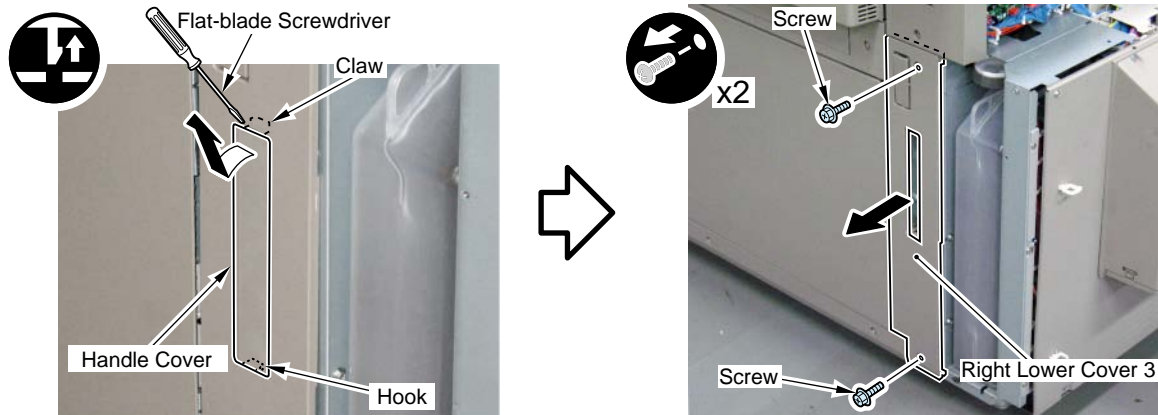 Flat-blade Screwdriver
Claw
Handle Cover
Hook
x2
Screw
Screw
Right Lower Cover 3